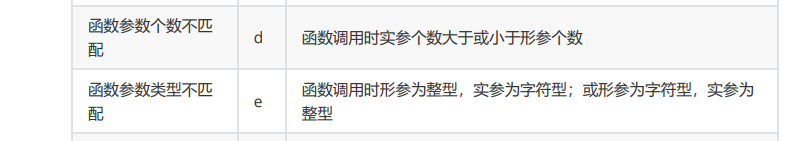 函数参数个数不匹
配
d
函数调用时实参个数大于或小于形参个数
函数参数类型不匹
配
e
函数调用时形参为整型，实参为字符型；或形参为字符型，实参为
整型